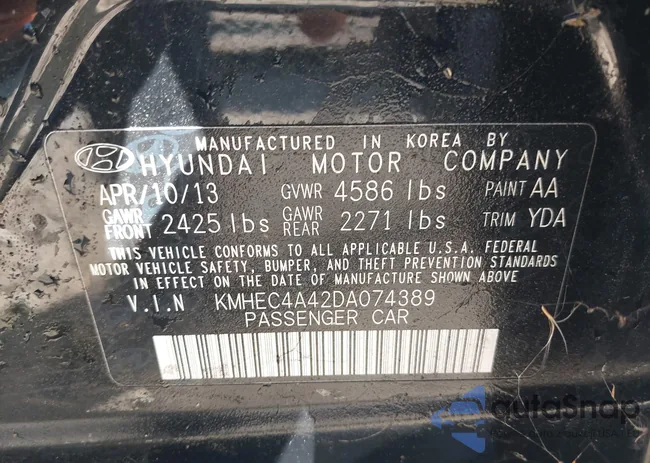 MANUFACTURED IN KOREA BY
HYUNDAI MOTOR COMPANY
APR/10/13 GVWR 4586 lbs PAINT AA
GAWR FRONT 2425 lbs GAWR REAR 2271 lbs TRIM YDA
THIS VEHICLE CONFORMS TO ALL APPLICABLE U.S.A. FEDERAL
MOTOR VEHICLE SAFETY, BUMPER, AND THEFT PREVENTION STANDARDS
IN EFFECT ON THE DATE OF MANUFACTURE SHOWN ABOVE
V.I.N KMHEC4A42DA074389
PASSENGER CAR
autoSnap